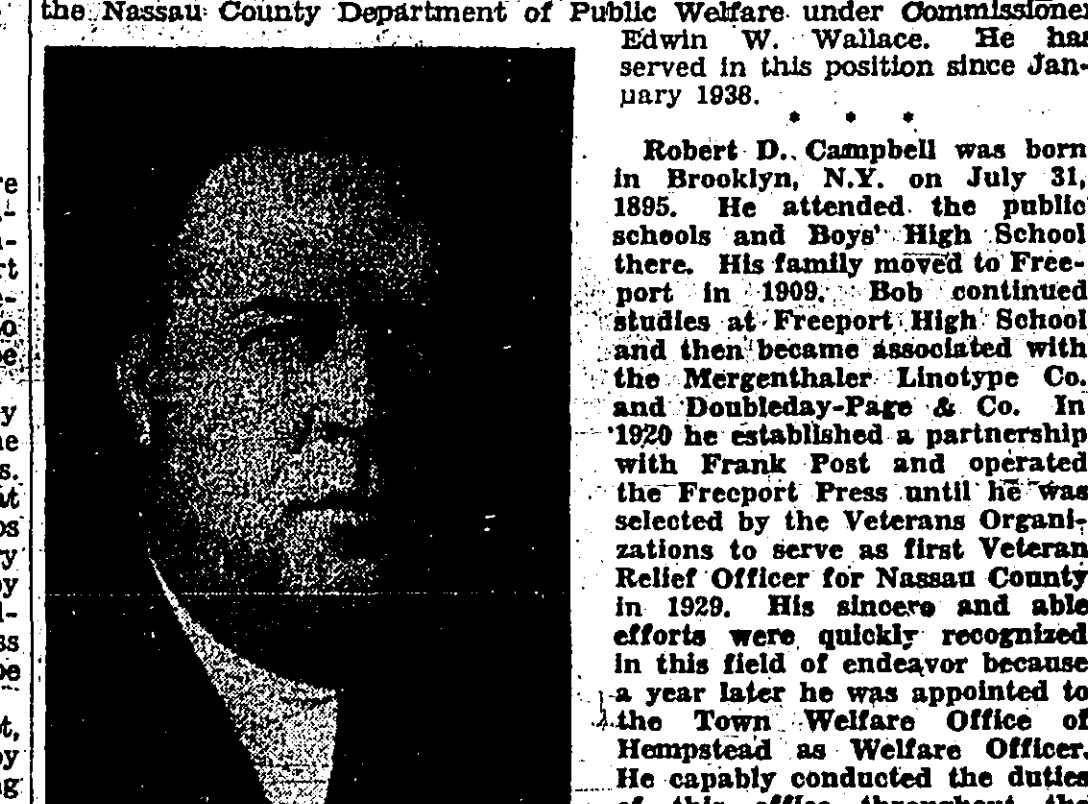 the Nassau County Department of Public Welfare under Commissioner
Edwin W. Wallace. He has
served in this position since Jan-
uary 1938.
* * *
Robert D. Campbell was born
in Brooklyn, N.Y. on July 31,
1895. He attended the public
schools and Boys' High School
there. His family moved to Free-
port in 1909. Bob continued
studies at Freeport High School
and then became associated with
the Mergenthaler Linotype Co.
and Doubleday-Page & Co. In
1920 he established a partnership
with Frank Post and operated
the Freeport Press until he was
selected by the Veterans Organi-
zations to serve as first Veteran
Relief Officer for Nassau County
in 1929. His sincere and able
efforts were quickly recognized
in this field of endeavor because
a year later he was appointed to
the Town Welfare Office of
Hempstead as Welfare Officer.
He capably conducted the duties
of this office throughout the